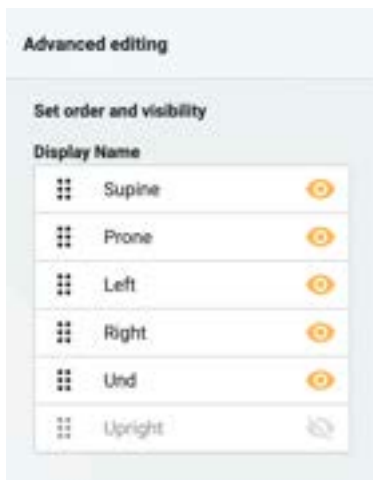 Advanced editing
Set order and visibility
Display Name
Supine
Prone
Left
Right
Und
Upright